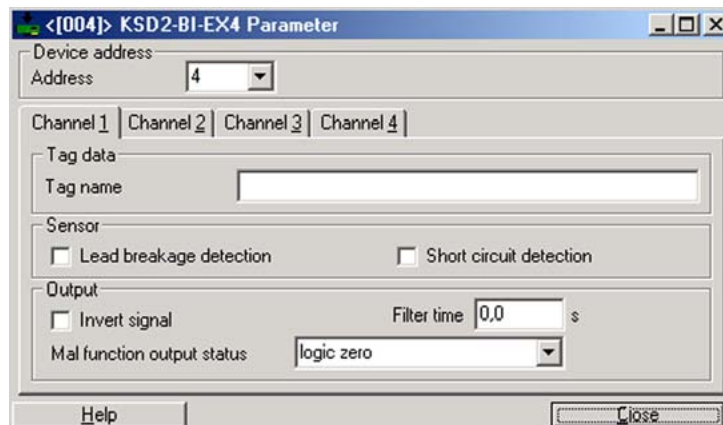 <[004]> KSD2-BI-EX4 Parameter
Device address
Address 4
Channel 1 Channel 2 Channel 3 Channel 4
Tag data
Tag name
Sensor
Lead breakage detection Short circuit detection
Output
Invert signal Filter time 0,0 s
Mal function output status logic zero
Help Close